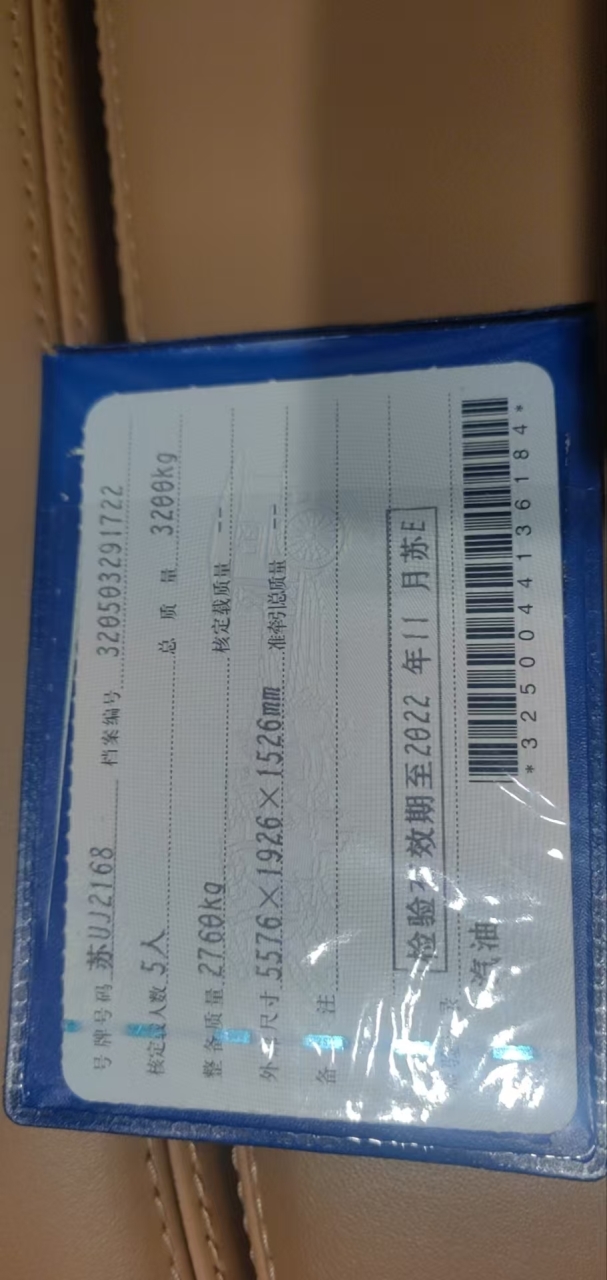 号牌号码 苏UJ2168 档案编号 320503291722
核定载人数 5人 总质量 3200kg
整备质量 2760kg 核定载质量 --
外 尺寸 5576×1926×1526mm 准牵引总质量 --
备注
检验有效期至2022年11月苏E
录
汽油
*3250044136184*